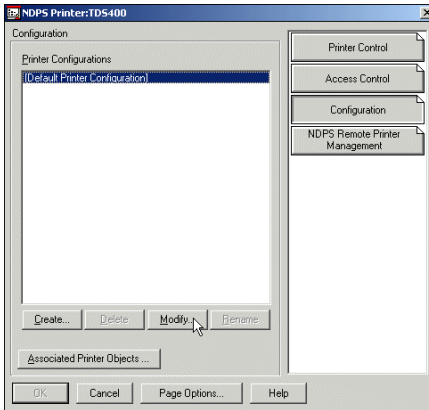 NDPS Printer:TDS400
Configuration
Printer Configurations
(Default Printer Configuration)
Create... Delete Modify... Rename
Associated Printer Objects ...
OK Cancel Page Options... Help
Printer Control
Access Control
Configuration
NDPS Remote Printer
Management